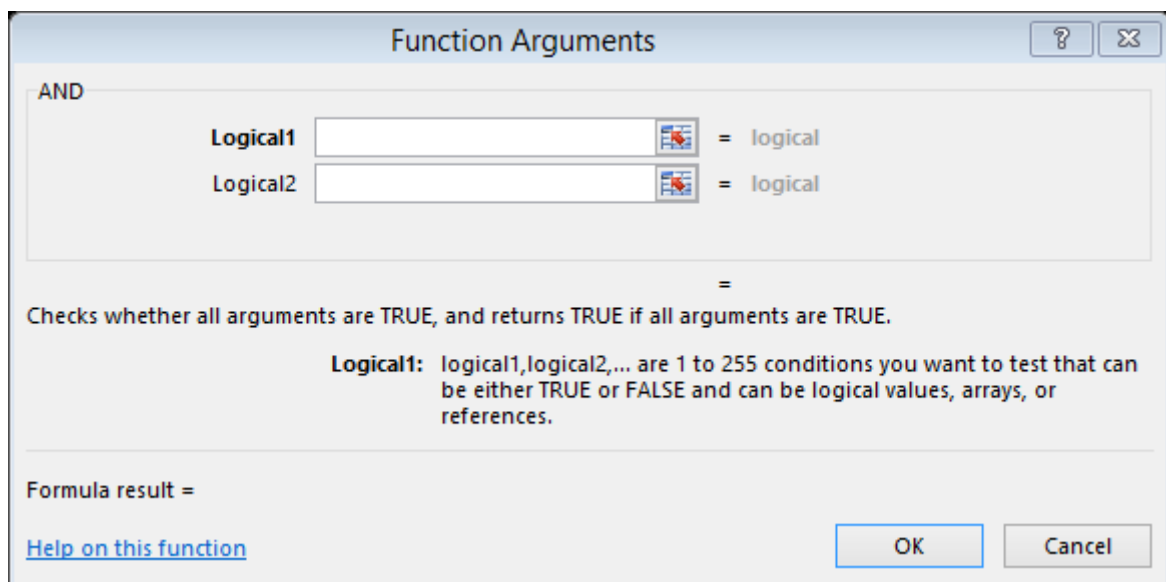 Function Arguments
AND
Logical1 = logical
Logical2 = logical
=
Checks whether all arguments are TRUE, and returns TRUE if all arguments are TRUE.
Logical1: logical1,logical2,... are 1 to 255 conditions you want to test that can
be either TRUE or FALSE and can be logical values, arrays, or
references.
Formula result =
Help on this function OK Cancel